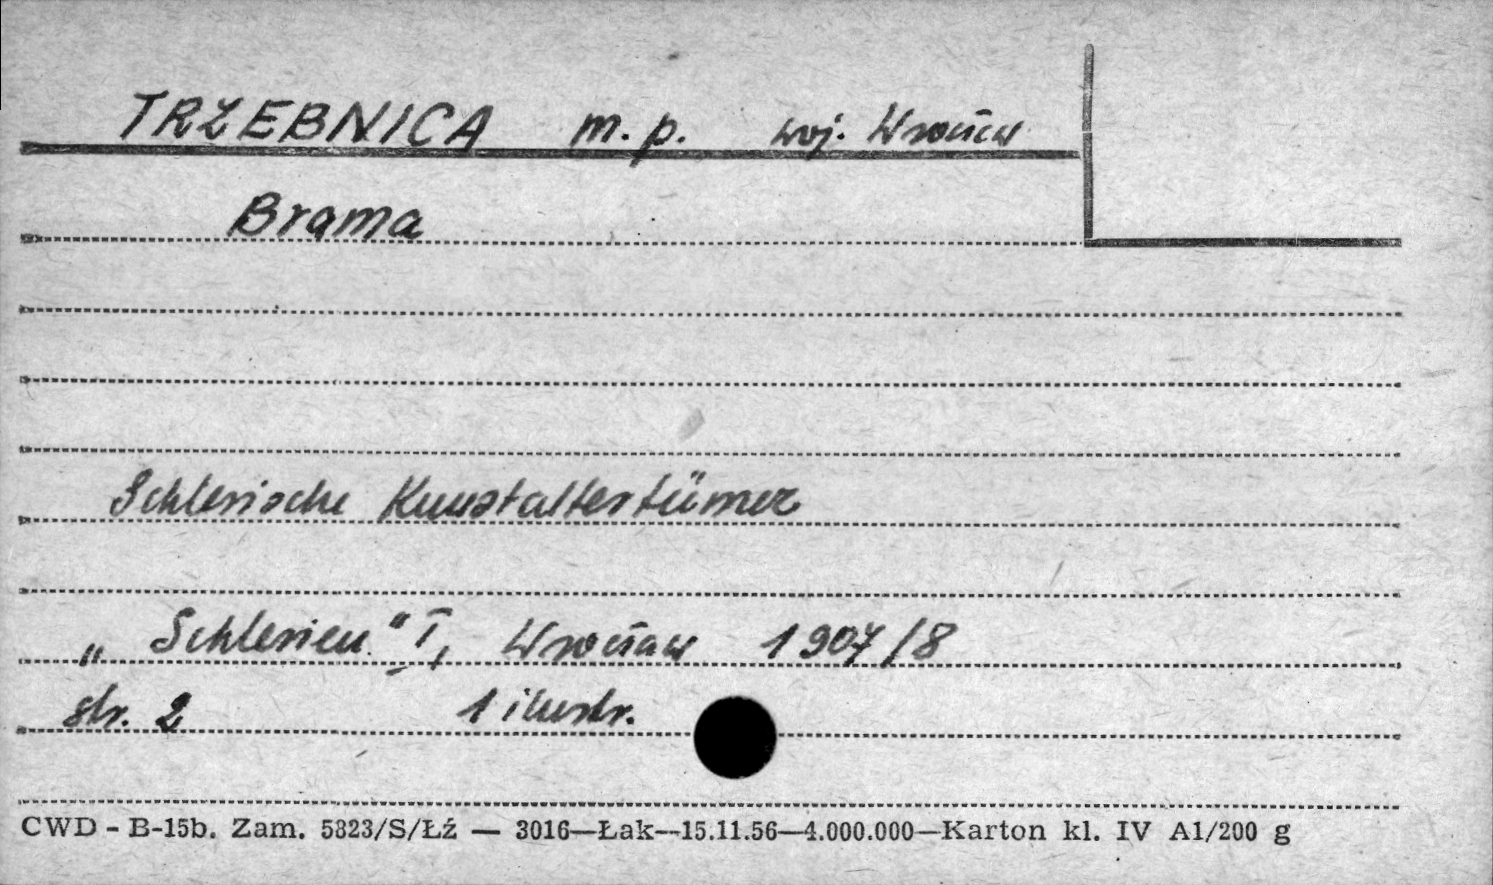 TRZEBNICA m. p. woj. Wrocław
Brama
Schlesische Kunstaltertümer
„Schlesien" I, Wrocław 1907/8
str. 2 1 ilustr.
CWD - B-15b. Zam. 5823/S/Łź — 3016—Łak—15.11.56—4.000.000—Karton kl. IV A1/200 g